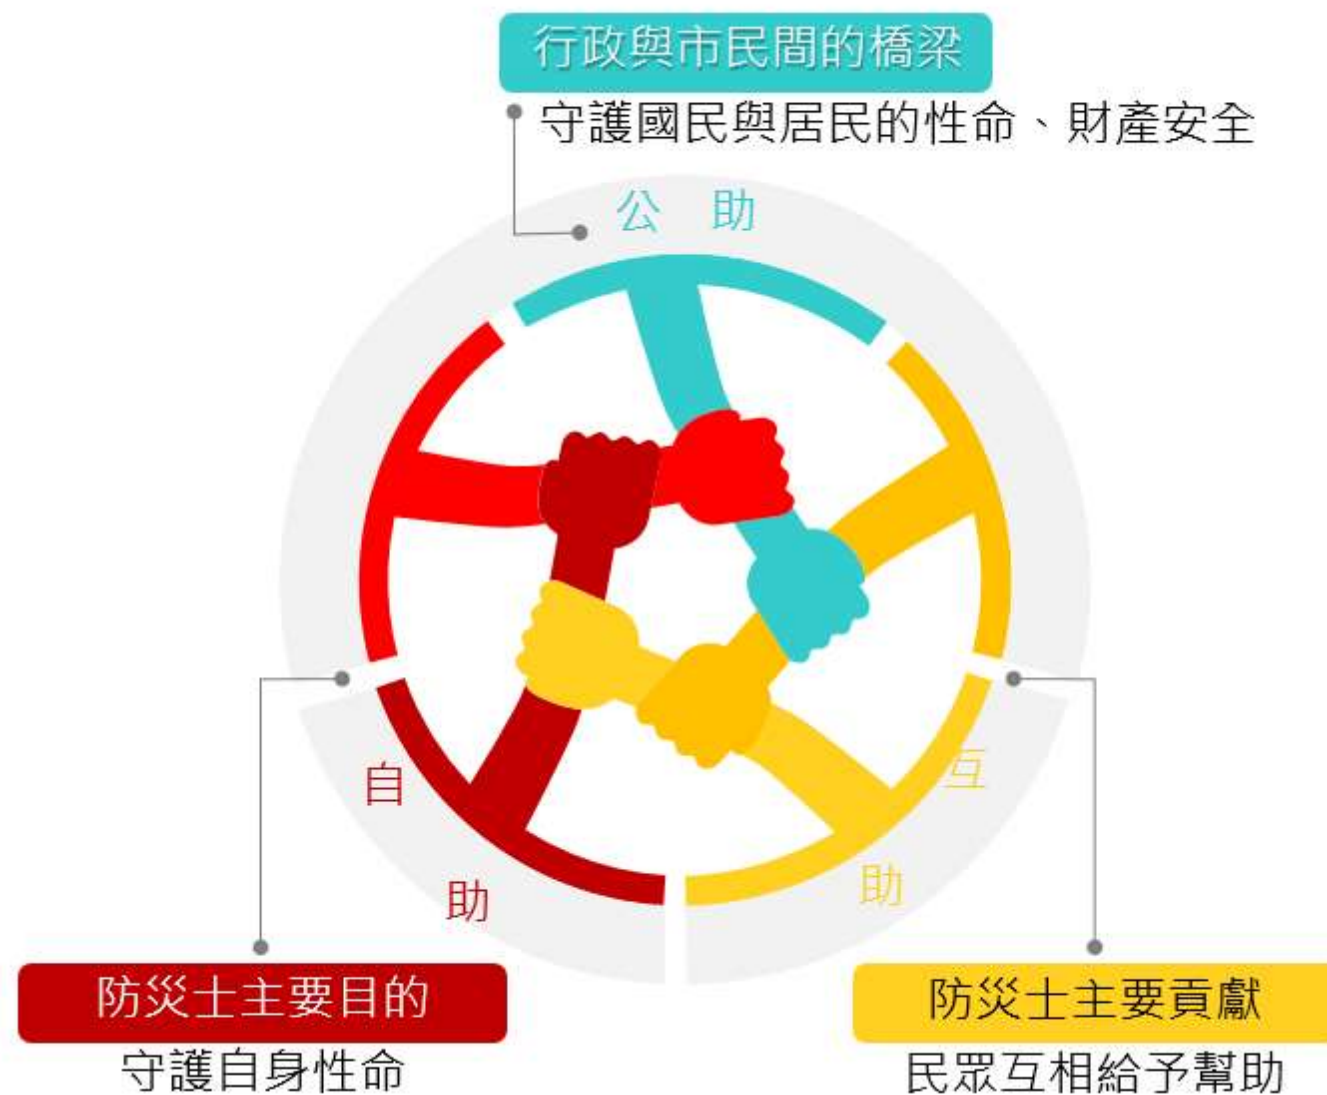 行政與市民間的橋梁
守護國民與居民的性命、財產安全
公助
自助
互助
防災士主要目的
守護自身性命
防災士主要貢獻
民眾互相給予幫助